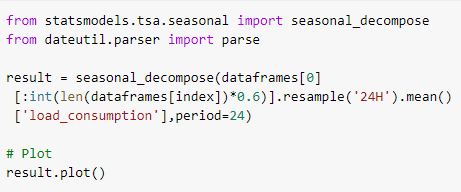 from statsmodels.tsa.seasonal import seasonal_decompose
from dateutil.parser import parse
result = seasonal_decompose(dataframes[0]
[:int(len(dataframes[index])*0.6)].resample('24H').mean()
['load_consumption'],period=24)
# Plot
result.plot()